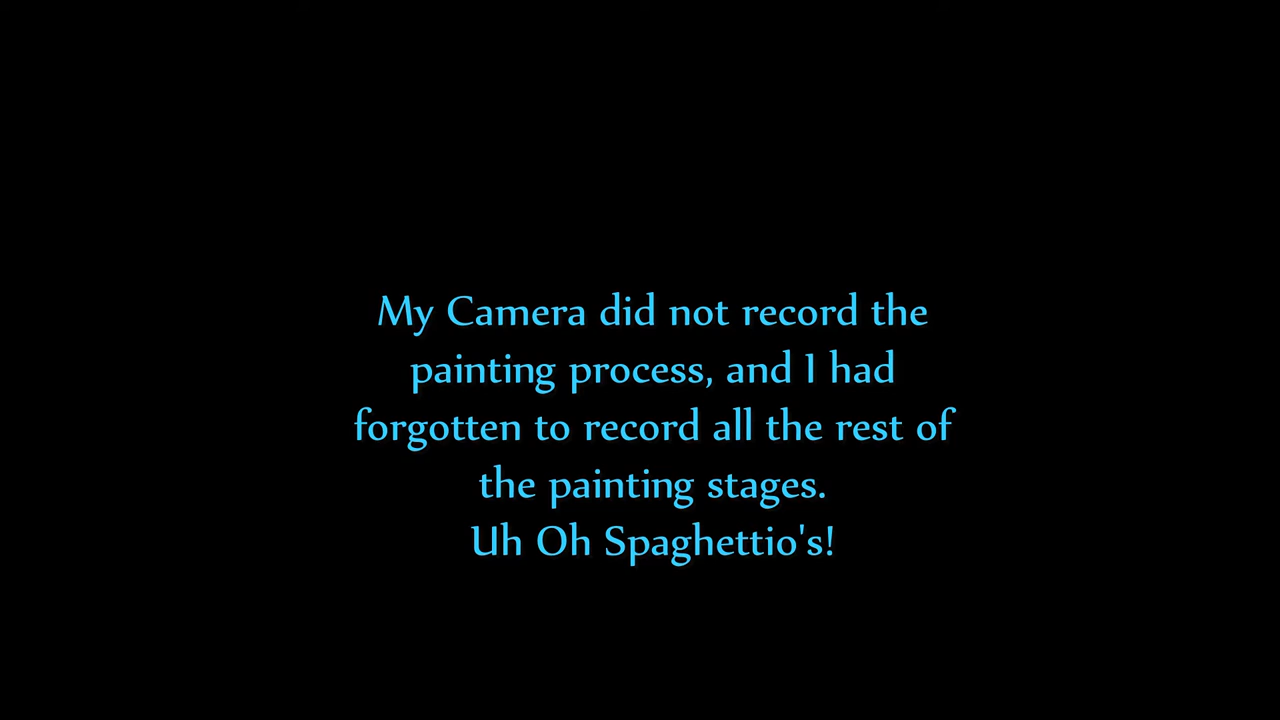 My Camera did not record the
painting process, and I had
forgotten to record all the rest of
the painting stages.
Uh Oh Spaghettio's!